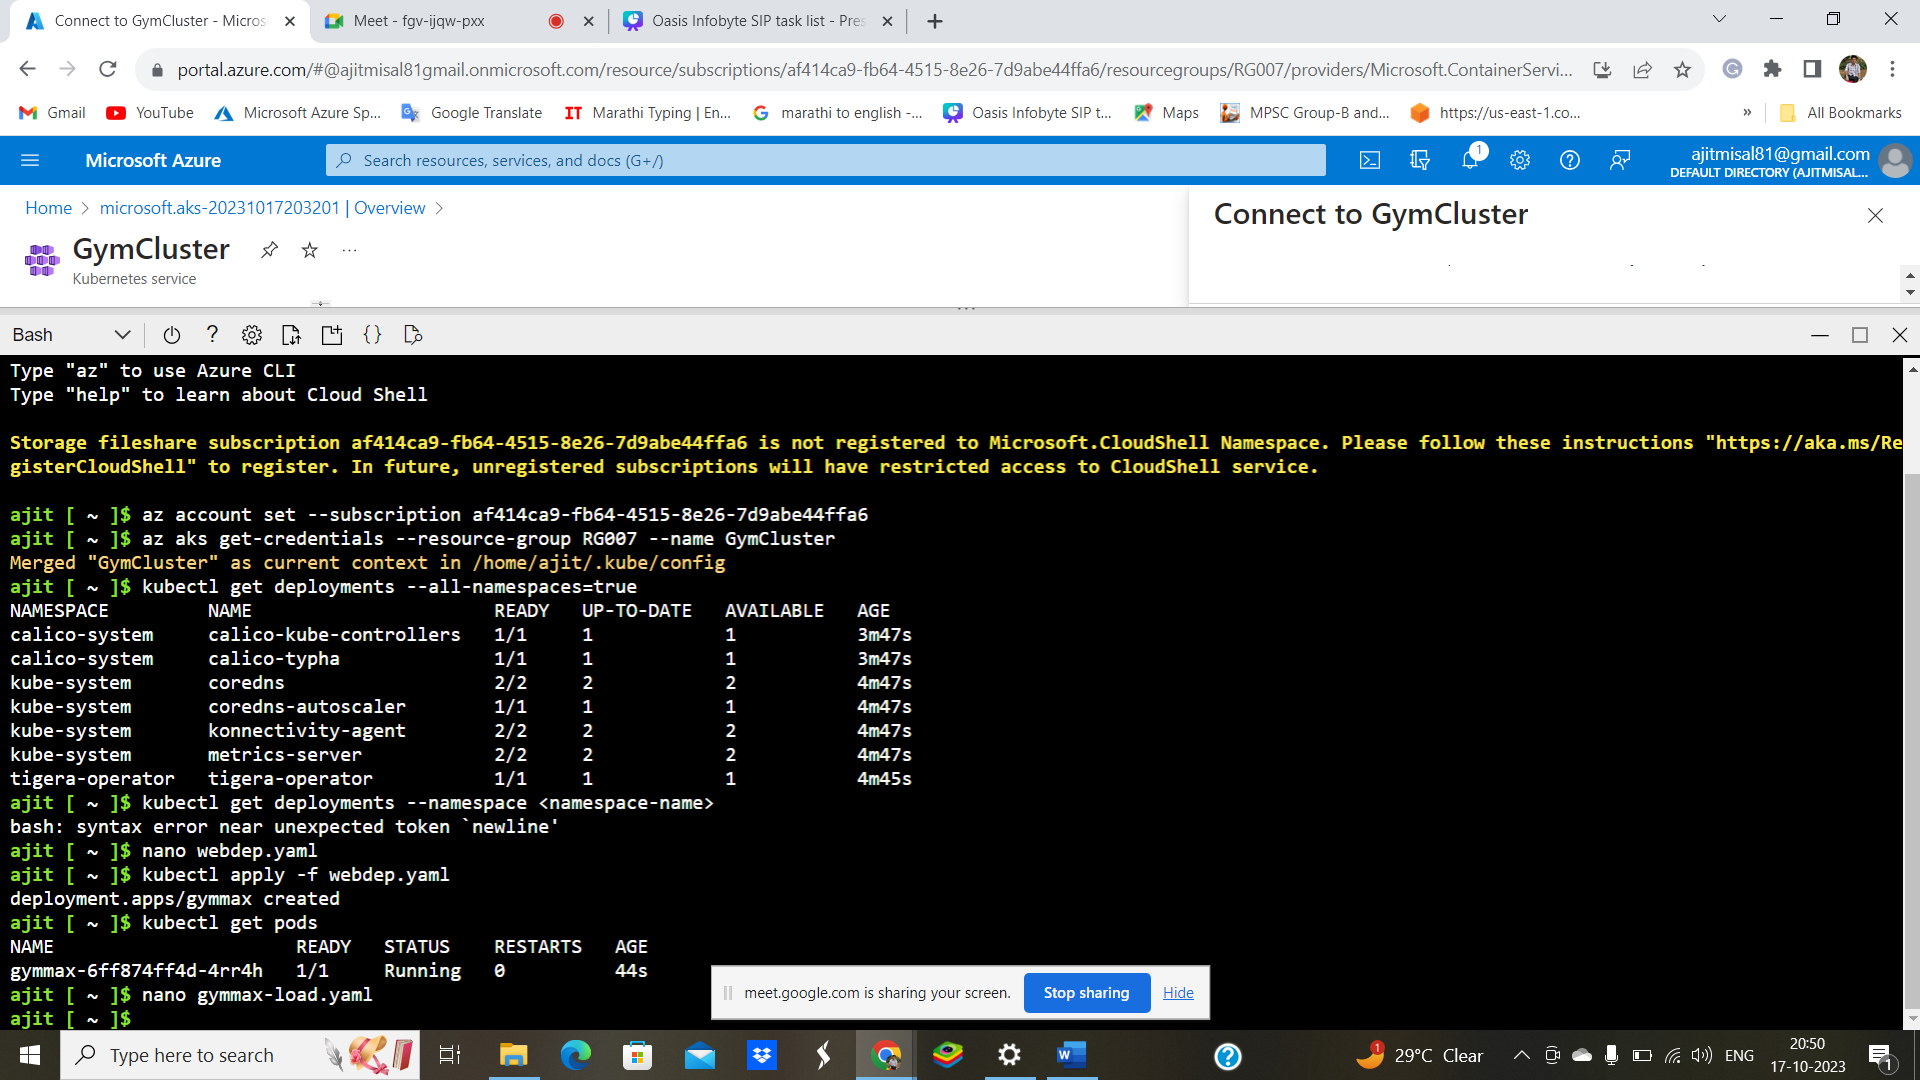 Connect to GymCluster - Micros
Meet - fgv-ijqw-pxx
Oasis Infobyte SIP task list - Pres
portal.azure.com/#@ajitmisal81gmail.onmicrosoft.com/resource/subscriptions/af414ca9-fb64-4515-8e26-7d9abe44ffa6/resourcegroups/RG007/providers/Microsoft.ContainerServi...
Gmail
YouTube
Microsoft Azure Sp...
Google Translate
IT Marathi Typing | En...
marathi to english -...
Oasis Infobyte SIP t...
Maps
MPSC Group-B and...
https://us-east-1.co...
»
All Bookmarks
Microsoft Azure
Search resources, services, and docs (G+/)
1
ajitmisal81@gmail.com
DEFAULT DIRECTORY (AJITMISAL...
Home > microsoft.aks-20231017203201 | Overview >
GymCluster
Kubernetes service
Connect to GymCluster
Bash
Type "az" to use Azure CLI
Type "help" to learn about Cloud Shell
Storage fileshare subscription af414ca9-fb64-4515-8e26-7d9abe44ffa6 is not registered to Microsoft.CloudShell Namespace. Please follow these instructions "https://aka.ms/Re
gisterCloudShell" to register. In future, unregistered subscriptions will have restricted access to CloudShell service.
ajit [ ~ ]$ az account set --subscription af414ca9-fb64-4515-8e26-7d9abe44ffa6
ajit [ ~ ]$ az aks get-credentials --resource-group RG007 --name GymCluster
Merged "GymCluster" as current context in /home/ajit/.kube/config
ajit [ ~ ]$ kubectl get deployments --all-namespaces=true
NAMESPACE NAME READY UP-TO-DATE AVAILABLE AGE
calico-system calico-kube-controllers 1/1 1 1 3m47s
calico-system calico-typha 1/1 1 1 3m47s
kube-system coredns 2/2 2 2 4m47s
kube-system coredns-autoscaler 1/1 1 1 4m47s
kube-system konnectivity-agent 2/2 2 2 4m47s
kube-system metrics-server 2/2 2 2 4m47s
tigera-operator tigera-operator 1/1 1 1 4m45s
ajit [ ~ ]$ kubectl get deployments --namespace <namespace-name>
bash: syntax error near unexpected token `newline'
ajit [ ~ ]$ nano webdep.yaml
ajit [ ~ ]$ kubectl apply -f webdep.yaml
deployment.apps/gymmax created
ajit [ ~ ]$ kubectl get pods
NAME READY STATUS RESTARTS AGE
gymmax-6ff874ff4d-4rr4h 1/1 Running 0 44s
ajit [ ~ ]$ nano gymmax-load.yaml
ajit [ ~ ]$
meet.google.com is sharing your screen.
Stop sharing
Hide
Type here to search
1
29°C Clear
ENG
20:50
17-10-2023
1